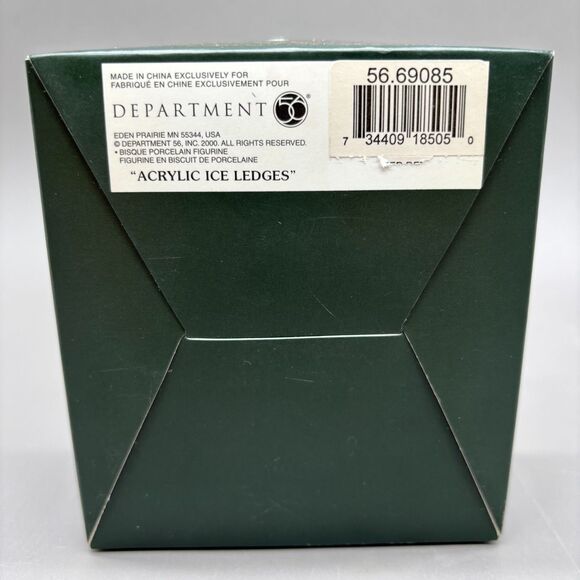 MADE IN CHINA EXCLUSIVELY FOR
FABRIQUÉ EN CHINE EXCLUSIVEMENT POUR
DEPARTMENT 56®
EDEN PRAIRIE MN 55344, USA
© DEPARTMENT 56, INC. 2000. ALL RIGHTS RESERVED.
• BISQUE PORCELAIN FIGURINE
FIGURINE EN BISCUIT DE PORCELAINE
"ACRYLIC ICE LEDGES"
56.69085
7 34409 18505 0